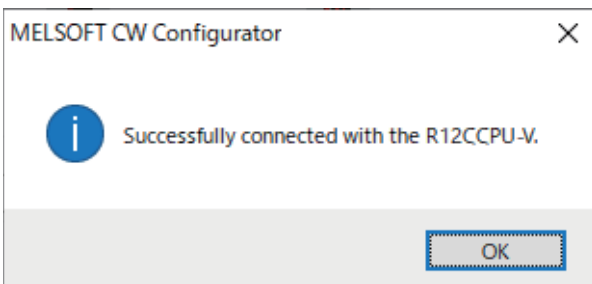 MELSOFT CW Configurator
Successfully connected with the R12CCPU-V.
OK